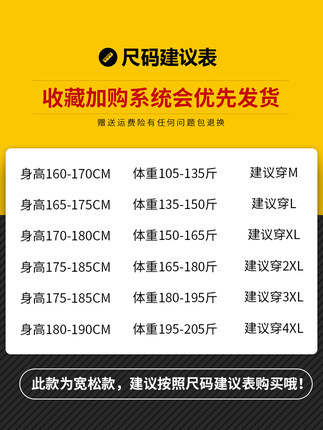 尺码建议表
收藏加购系统会优先发货
赠送运费险有任何问题包退换
身高160-170CM 体重105-135斤 建议穿M
身高165-175CM 体重135-150斤 建议穿L
身高170-180CM 体重150-165斤 建议穿XL
身高175-185CM 体重165-180斤 建议穿2XL
身高175-185CM 体重180-195斤 建议穿3XL
身高180-190CM 体重195-205斤 建议穿4XL
此款为宽松款，建议按照尺码建议表购买哦！